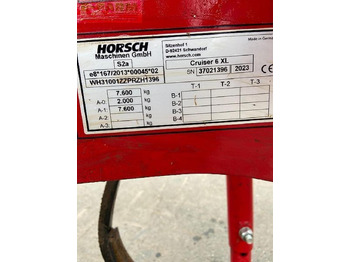 HORSCH
Maschinen GmbH
Sitzenhof 1
D-92421 Schwandorf
www.horsch.com
Made in Germany
S2a
Cruiser 6 XL
e8*167/2013*00045*02
SN 37021396 2023
WH31001ZZPRZH1396
T-1 T-2 T-3
7.600 kg B-1
A-0: 2.000 kg B-2
A-1: 7.600 kg B-3
A-2: kg B-4
A-3: kg